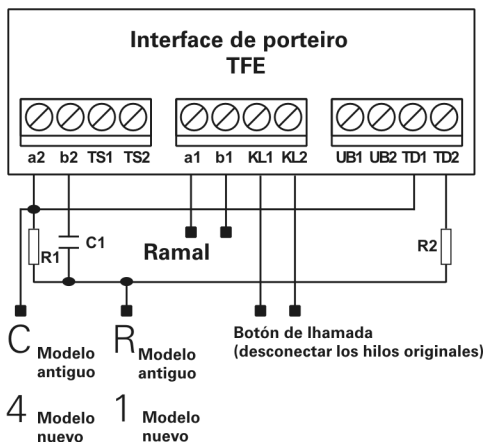 Interface de porteiro
TFE
a2 b2 TS1 TS2 a1 b1 KL1 KL2 UB1 UB2 TD1 TD2
R1 C1 Ramal R2
C Modelo antiguo R Modelo antiguo
Botón de lhamada
(desconectar los hilos originales)
4 Modelo nuevo 1 Modelo nuevo